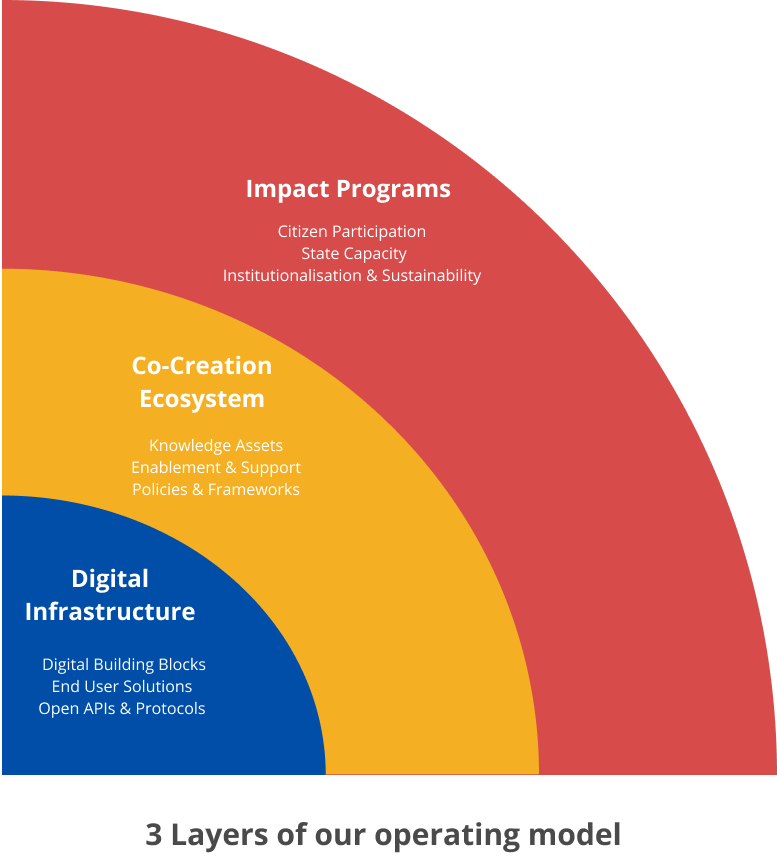 Impact Programs
Citizen Participation
State Capacity
Institutionalisation & Sustainability
Co-Creation
Ecosystem
Knowledge Assets
Enablement & Support
Policies & Frameworks
Digital
Infrastructure
Digital Building Blocks
End User Solutions
Open APIs & Protocols
3 Layers of our operating model